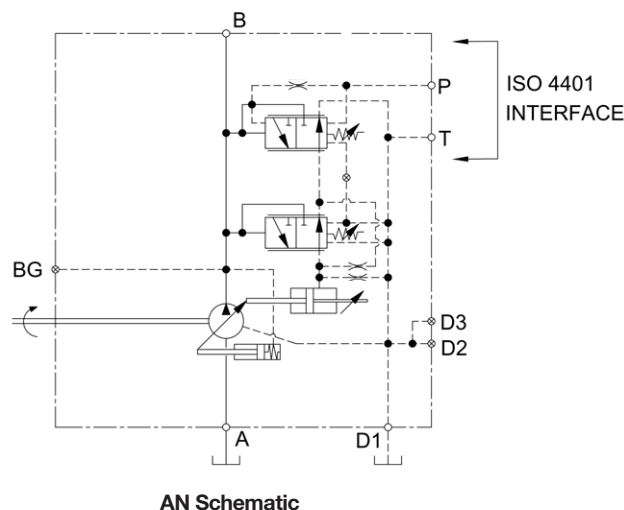 B
P
ISO 4401
INTERFACE
T
BG
D3
D2
A
D1
AN Schematic